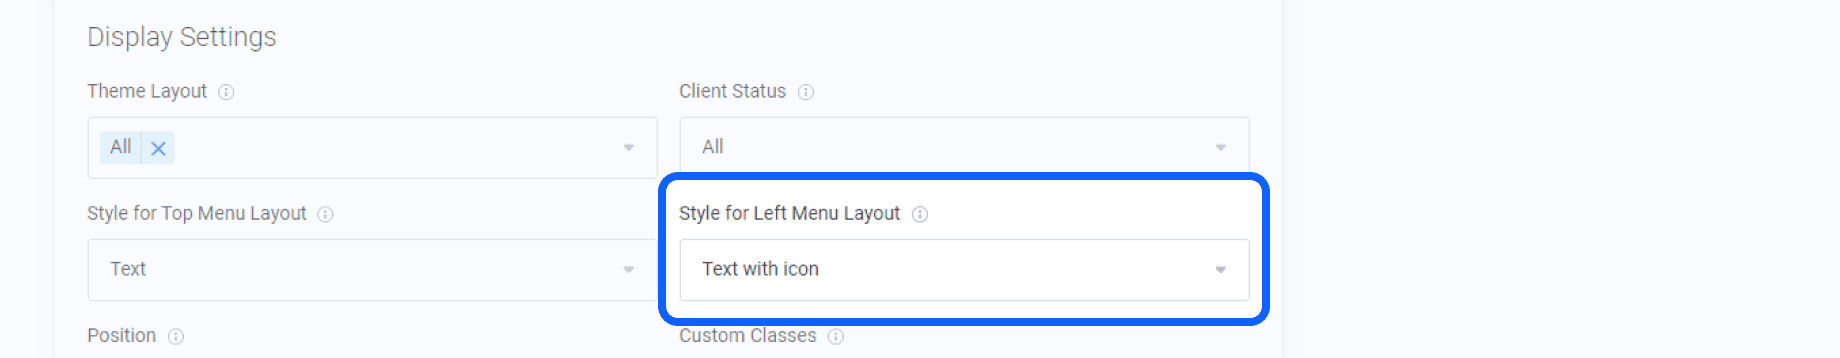 Display Settings
Theme Layout
Client Status
All
All
Style for Top Menu Layout
Style for Left Menu Layout
Text
Text with icon
Position
Custom Classes